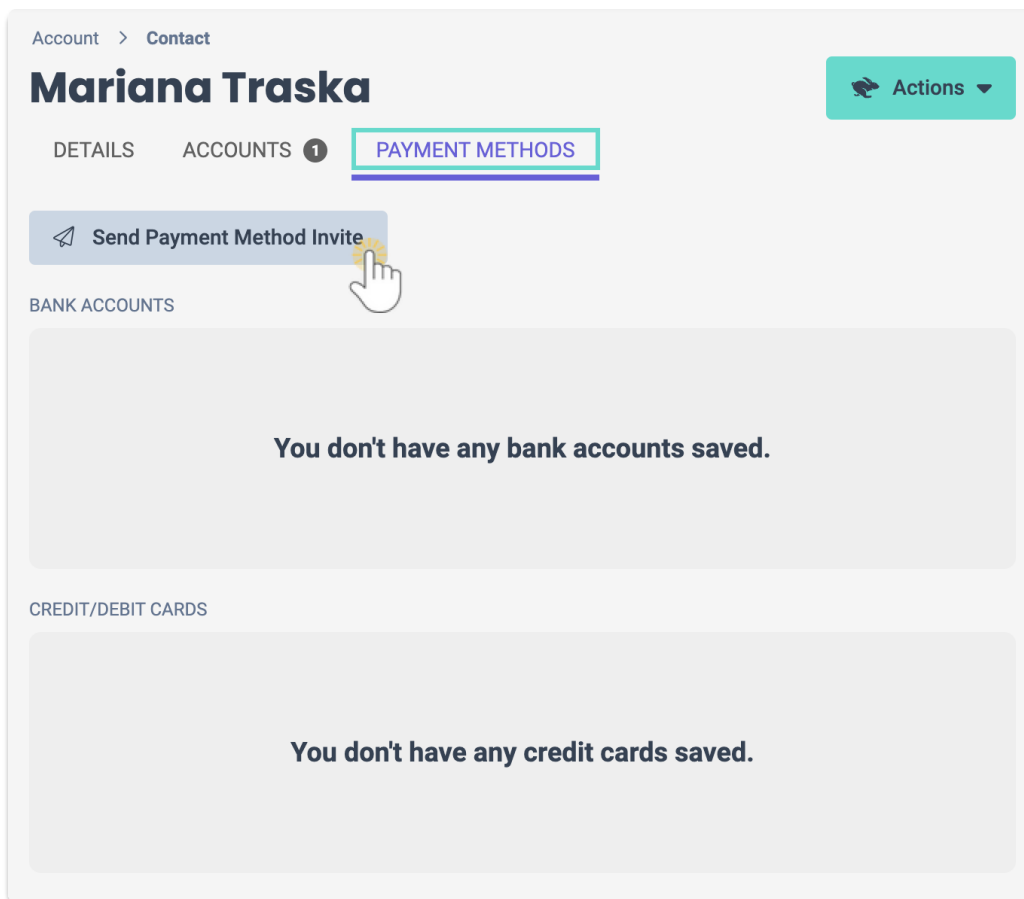 Account > Contact
Mariana Traska
Actions
DETAILS ACCOUNTS 1 PAYMENT METHODS
Send Payment Method Invite
BANK ACCOUNTS
You don't have any bank accounts saved.
CREDIT/DEBIT CARDS
You don't have any credit cards saved.